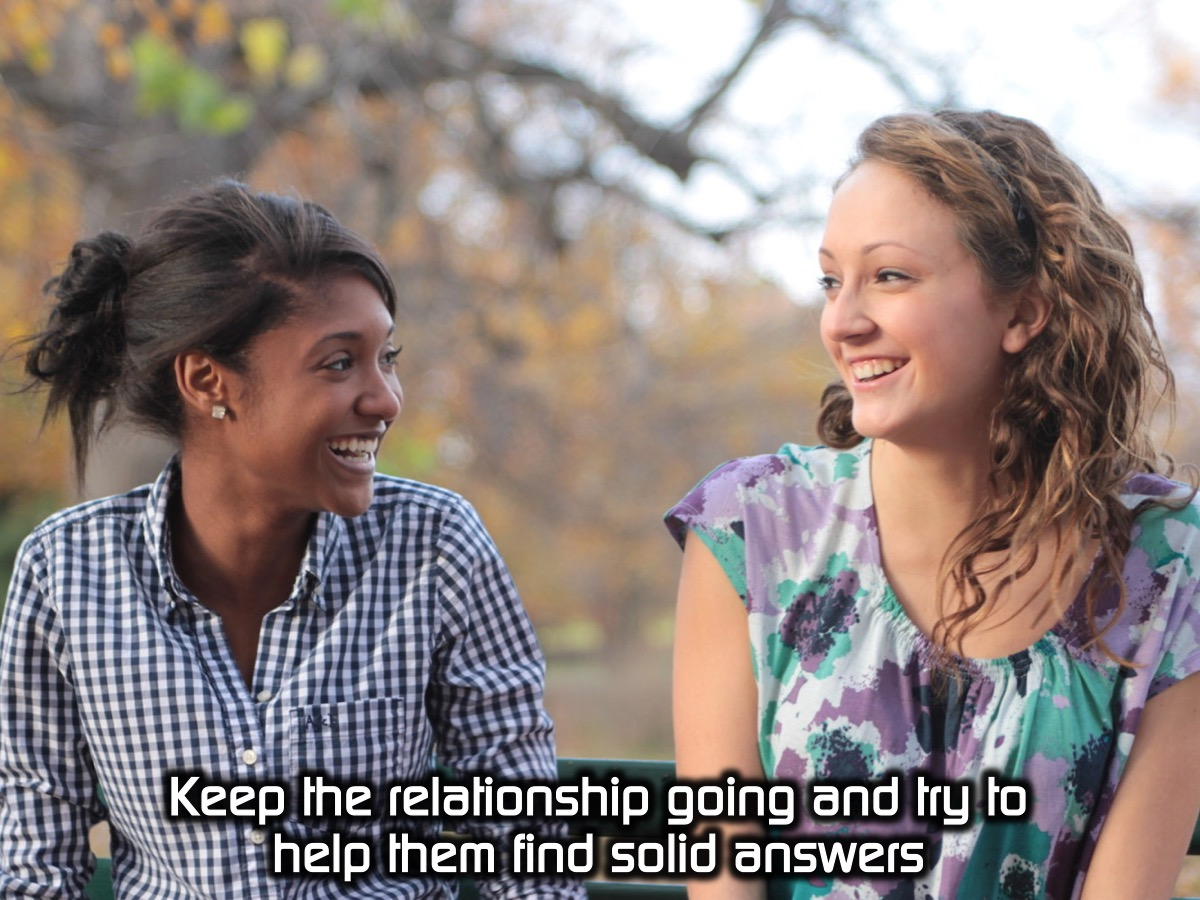 Keep the relationship going and try to
help them find solid answers